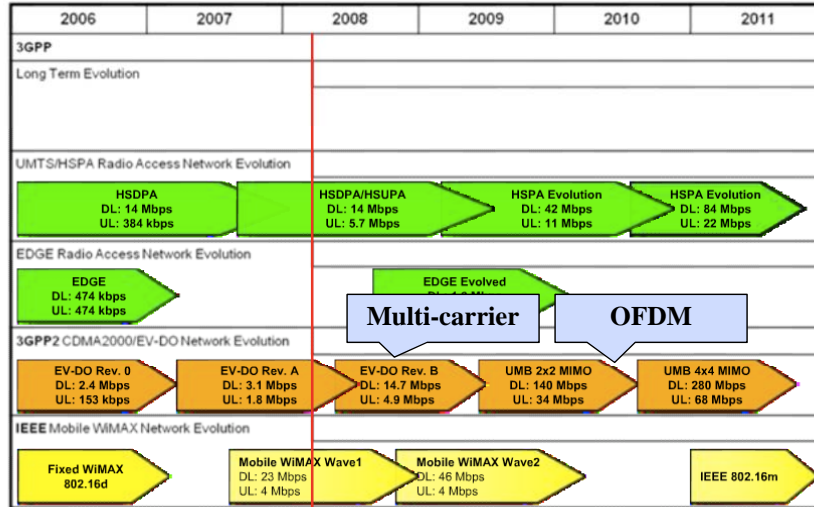 2006 2007 2008 2009 2010 2011
3GPP
Long Term Evolution
UMTS/HSPA Radio Access Network Evolution
HSDPA HSDPA/HSUPA HSPA Evolution HSPA Evolution
DL: 14 Mbps DL: 14 Mbps DL: 42 Mbps DL: 84 Mbps
UL: 384 kbps UL: 5.7 Mbps UL: 11 Mbps UL: 22 Mbps
EDGE Radio Access Network Evolution
EDGE EDGE Evolved
DL: 474 kbps
UL: 474 kbps
Multi-carrier OFDM
3GPP2 CDMA2000/EV-DO Network Evolution
EV-DO Rev. 0 EV-DO Rev. A EV-DO Rev. B UMB 2x2 MIMO UMB 4x4 MIMO
DL: 2.4 Mbps DL: 3.1 Mbps DL: 14.7 Mbps DL: 140 Mbps DL: 280 Mbps
UL: 153 kbps UL: 1.8 Mbps UL: 4.9 Mbps UL: 34 Mbps UL: 68 Mbps
IEEE Mobile WiMAX Network Evolution
Fixed WiMAX Mobile WiMAX Wave1 Mobile WiMAX Wave2 IEEE 802.16m
802.16d DL: 23 Mbps DL: 46 Mbps
UL: 4 Mbps UL: 4 Mbps